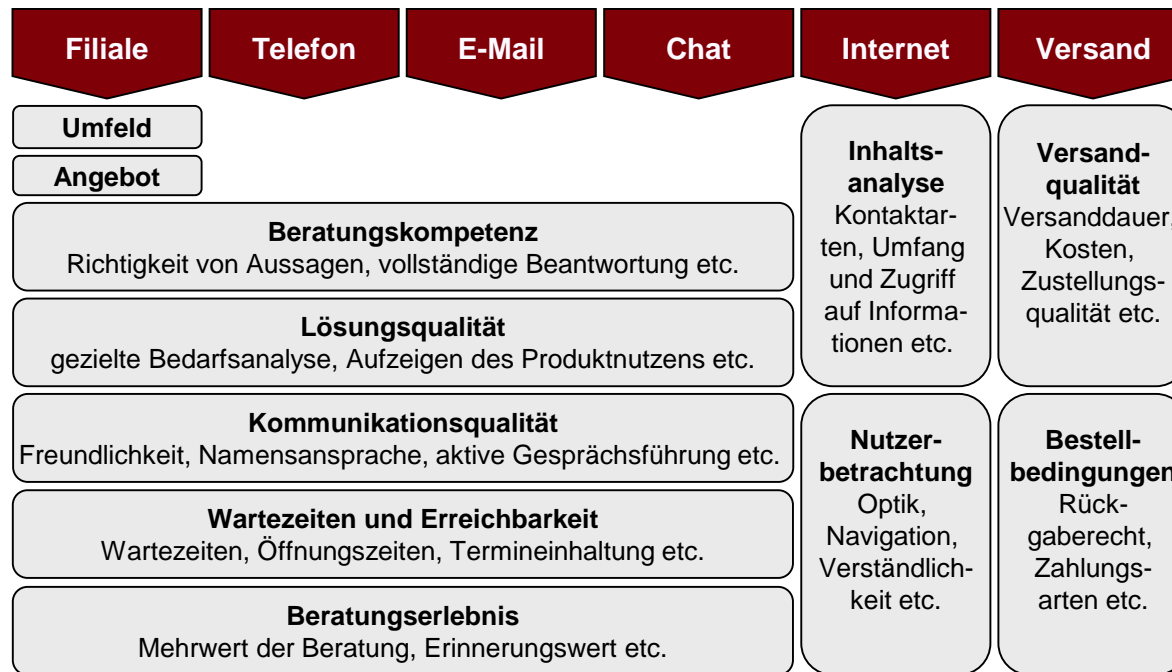 Filiale
Telefon
E-Mail
Chat
Internet
Versand
Umfeld
Angebot
Beratungskompetenz
Richtigkeit von Aussagen, vollständige Beantwortung etc.
Lösungsqualität
gezielte Bedarfsanalyse, Aufzeigen des Produktnutzens etc.
Kommunikationsqualität
Freundlichkeit, Namensansprache, aktive Gesprächsführung etc.
Wartezeiten und Erreichbarkeit
Wartezeiten, Öffnungszeiten, Termineinhaltung etc.
Beratungserlebnis
Mehrwert der Beratung, Erinnerungswert etc.
Inhalts-
analyse
Kontaktar-
ten, Umfang
und Zugriff
auf Informa-
tionen etc.
Nutzer-
betrachtung
Optik,
Navigation,
Verständlich-
keit etc.
Versand-
qualität
Versanddauer,
Kosten,
Zustellungs-
qualität etc.
Bestell-
bedingungen
Rück-
gaberecht,
Zahlungs-
arten etc.